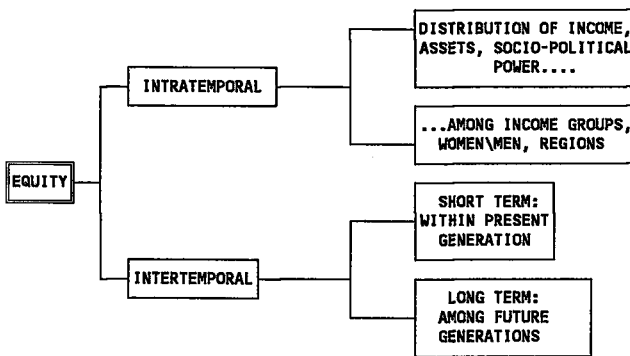 DISTRIBUTION OF INCOME,
ASSETS, SOCIO-POLITICAL
POWER....
INTRATEMPORAL
...AMONG INCOME GROUPS,
WOMEN\MEN, REGIONS
EQUITY
SHORT TERM:
WITHIN PRESENT
GENERATION
INTERTEMPORAL
LONG TERM:
AMONG FUTURE
GENERATIONS